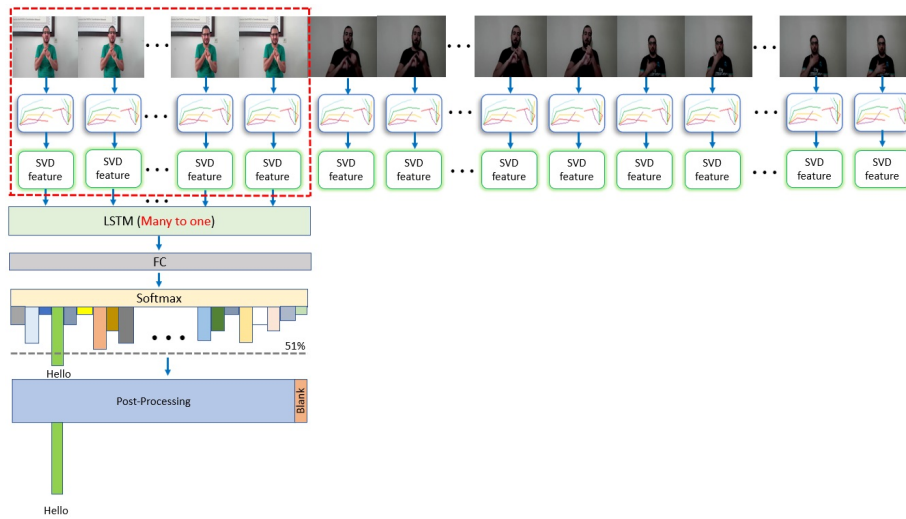 SVD feature
SVD feature
SVD feature
SVD feature
SVD feature
SVD feature
SVD feature
SVD feature
SVD feature
SVD feature
SVD feature
SVD feature
LSTM (Many to one)
FC
Softmax
51%
Hello
Post-Processing
Blank
Hello